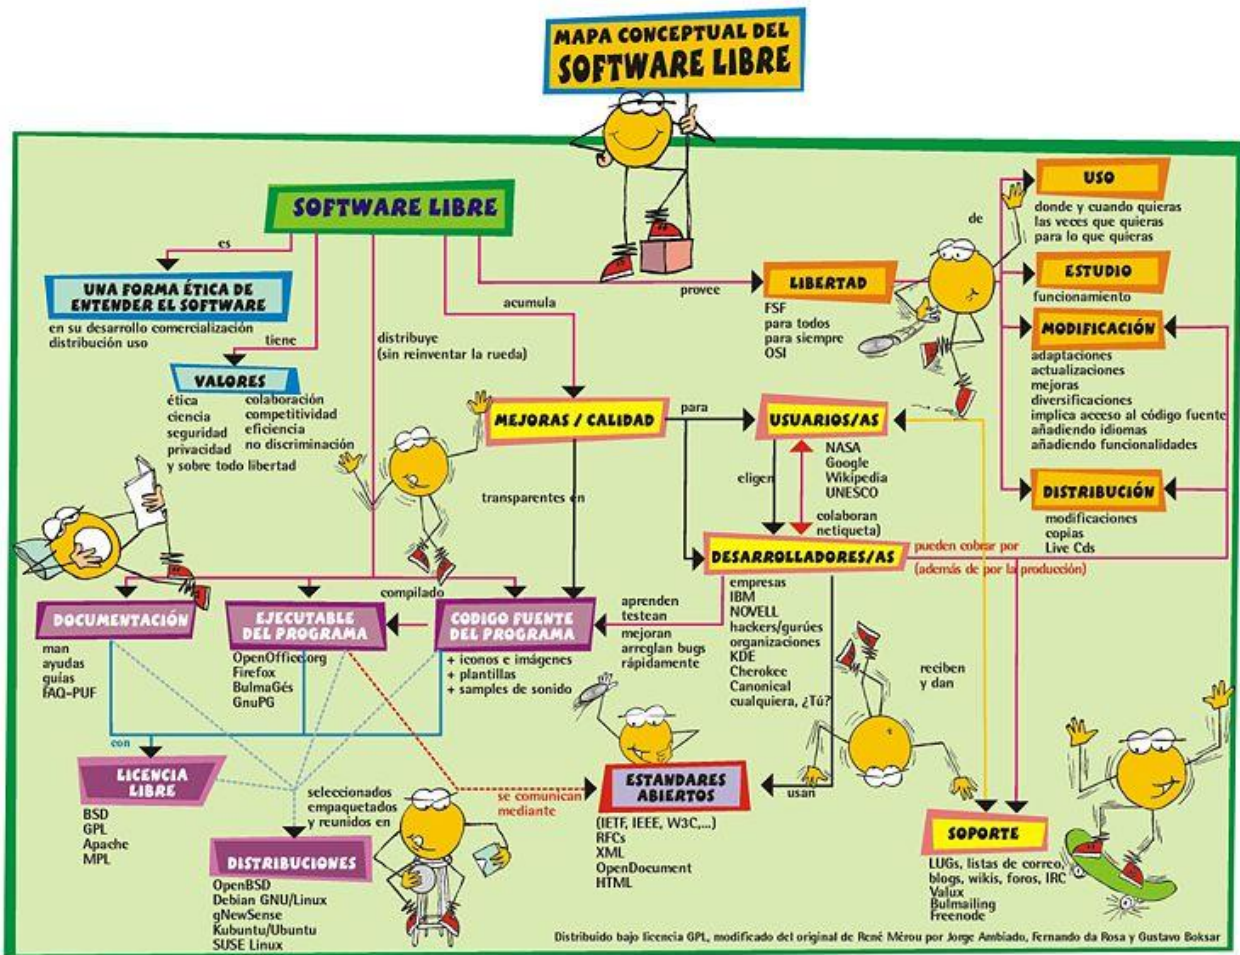 MAPA CONCEPTUAL DEL
SOFTWARE LIBRE
SOFTWARE LIBRE
es
UNA FORMA ÉTICA DE
ENTENDER EL SOFTWARE
en su desarrollo comercialización
distribución uso
tiene
VALORES
ética
ciencia
seguridad
privacidad
colaboración
competitividad
eficiencia
no discriminación
y sobre todo libertad
distribuye
(sin reinventar la rueda)
acumula
provee
LIBERTAD
FSF
para todos
para siempre
OSI
de
USO
donde y cuando quieras
las veces que quieras
para lo que quieras
ESTUDIO
funcionamiento
MODIFICACIÓN
adaptaciones
actualizaciones
mejoras
diversificaciones
implica acceso al código fuente
añadiendo idiomas
añadiendo funcionalidades
DISTRIBUCIÓN
modificaciones
copias
Live Cds
MEJORAS / CALIDAD
para
transparentes en
USUARIOS/AS
NASA
Google
Wikipedia
UNESCO
eligen
colaboran
netiqueta)
DESARROLLADORES/AS
pueden cobrar por
(además de por la producción)
empresas
IBM
NOVELL
hackers/gurúes
organizaciones
KDE
Cherokee
Canonical
cualquiera, ¿Tú?
aprenden
testean
mejoran
arreglan bugs
rápidamente
compilado
DOCUMENTACIÓN
man
ayudas
guías
FAQ-PUF
EJECUTABLE
DEL PROGRAMA
OpenOffice.org
Firefox
BulmaGés
GnuPG
CODIGO FUENTE
DEL PROGRAMA
+ iconos e imágenes
+ plantillas
+ samples de sonido
con
LICENCIA
LIBRE
BSD
GPL
Apache
MPL
seleccionados
empaquetados
y reunidos en
DISTRIBUCIONES
OpenBSD
Debian GNU/Linux
gNewSense
Kubuntu/Ubuntu
SUSE Linux
se comunican
mediante
ESTANDARES
ABIERTOS
(IETF, IEEE, W3C,...)
RFCs
XML
OpenDocument
HTML
usan
reciben
y dan
SOPORTE
LUGs, listas de correo,
blogs, wikis, foros, IRC
Valux
Bulmailing
Freenode
Distribuido bajo licencia GPL, modificado del original de René Mérou por Jorge Ambiado, Fernando da Rosa y Gustavo Boksar